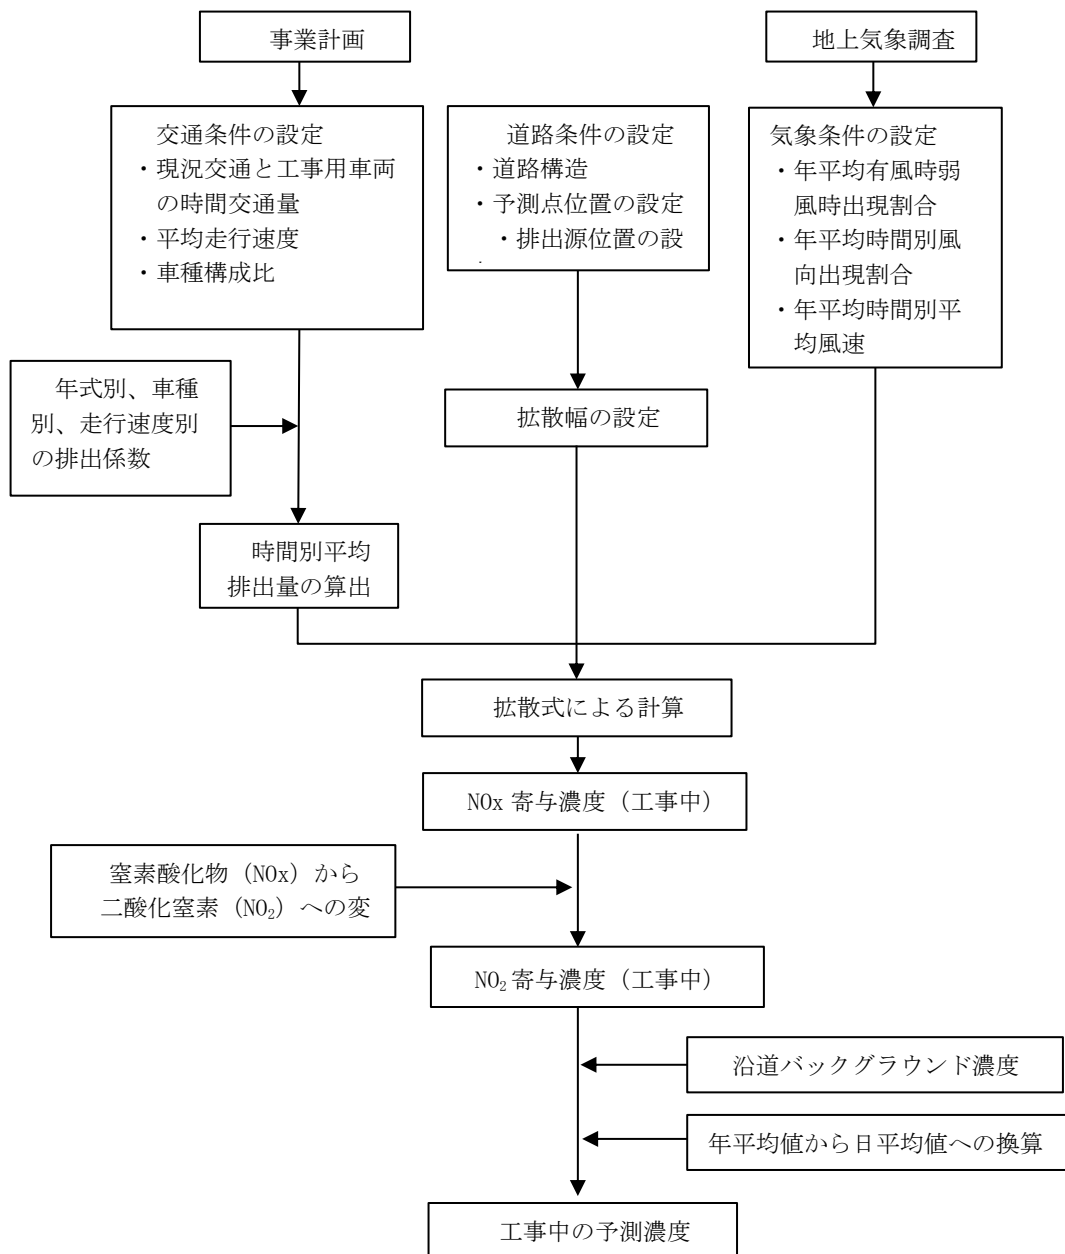 事業計画
地上気象調査
交通条件の設定
・現況交通と工事用車両
の時間交通量
・平均走行速度
・車種構成比
道路条件の設定
・道路構造
・予測点位置の設定
・排出源位置の設
気象条件の設定
・年平均有風時弱
風時出現割合
・年平均時間別風
向出現割合
・年平均時間別平
均風速
年式別、車種
別、走行速度別
の排出係数
拡散幅の設定
時間別平均
排出量の算出
拡散式による計算
NOx 寄与濃度（工事中）
窒素酸化物（NOx）から
二酸化窒素（NO₂）への変
NO₂ 寄与濃度（工事中）
沿道バックグラウンド濃度
年平均値から日平均値への換算
工事中の予測濃度